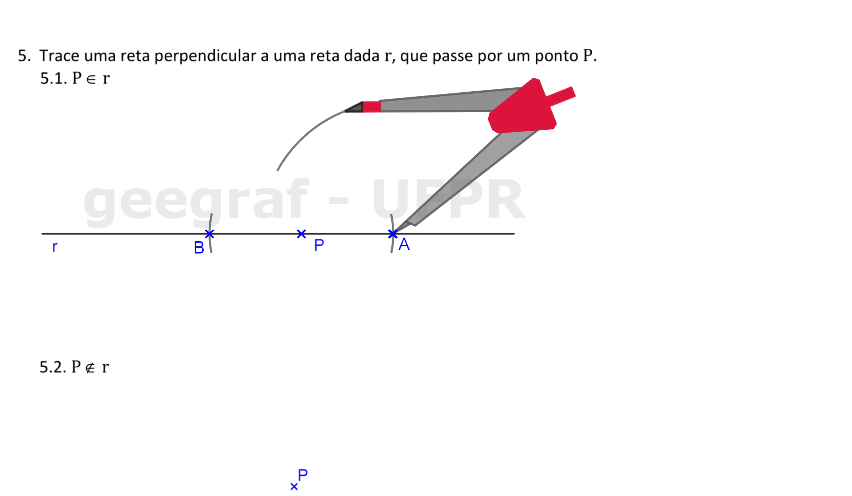 5. Trace uma reta perpendicular a uma reta dada r, que passe por um ponto P.
5.1. P ∈ r
geegraf - UFPR
B P A
r
5.2. P ∉ r
P